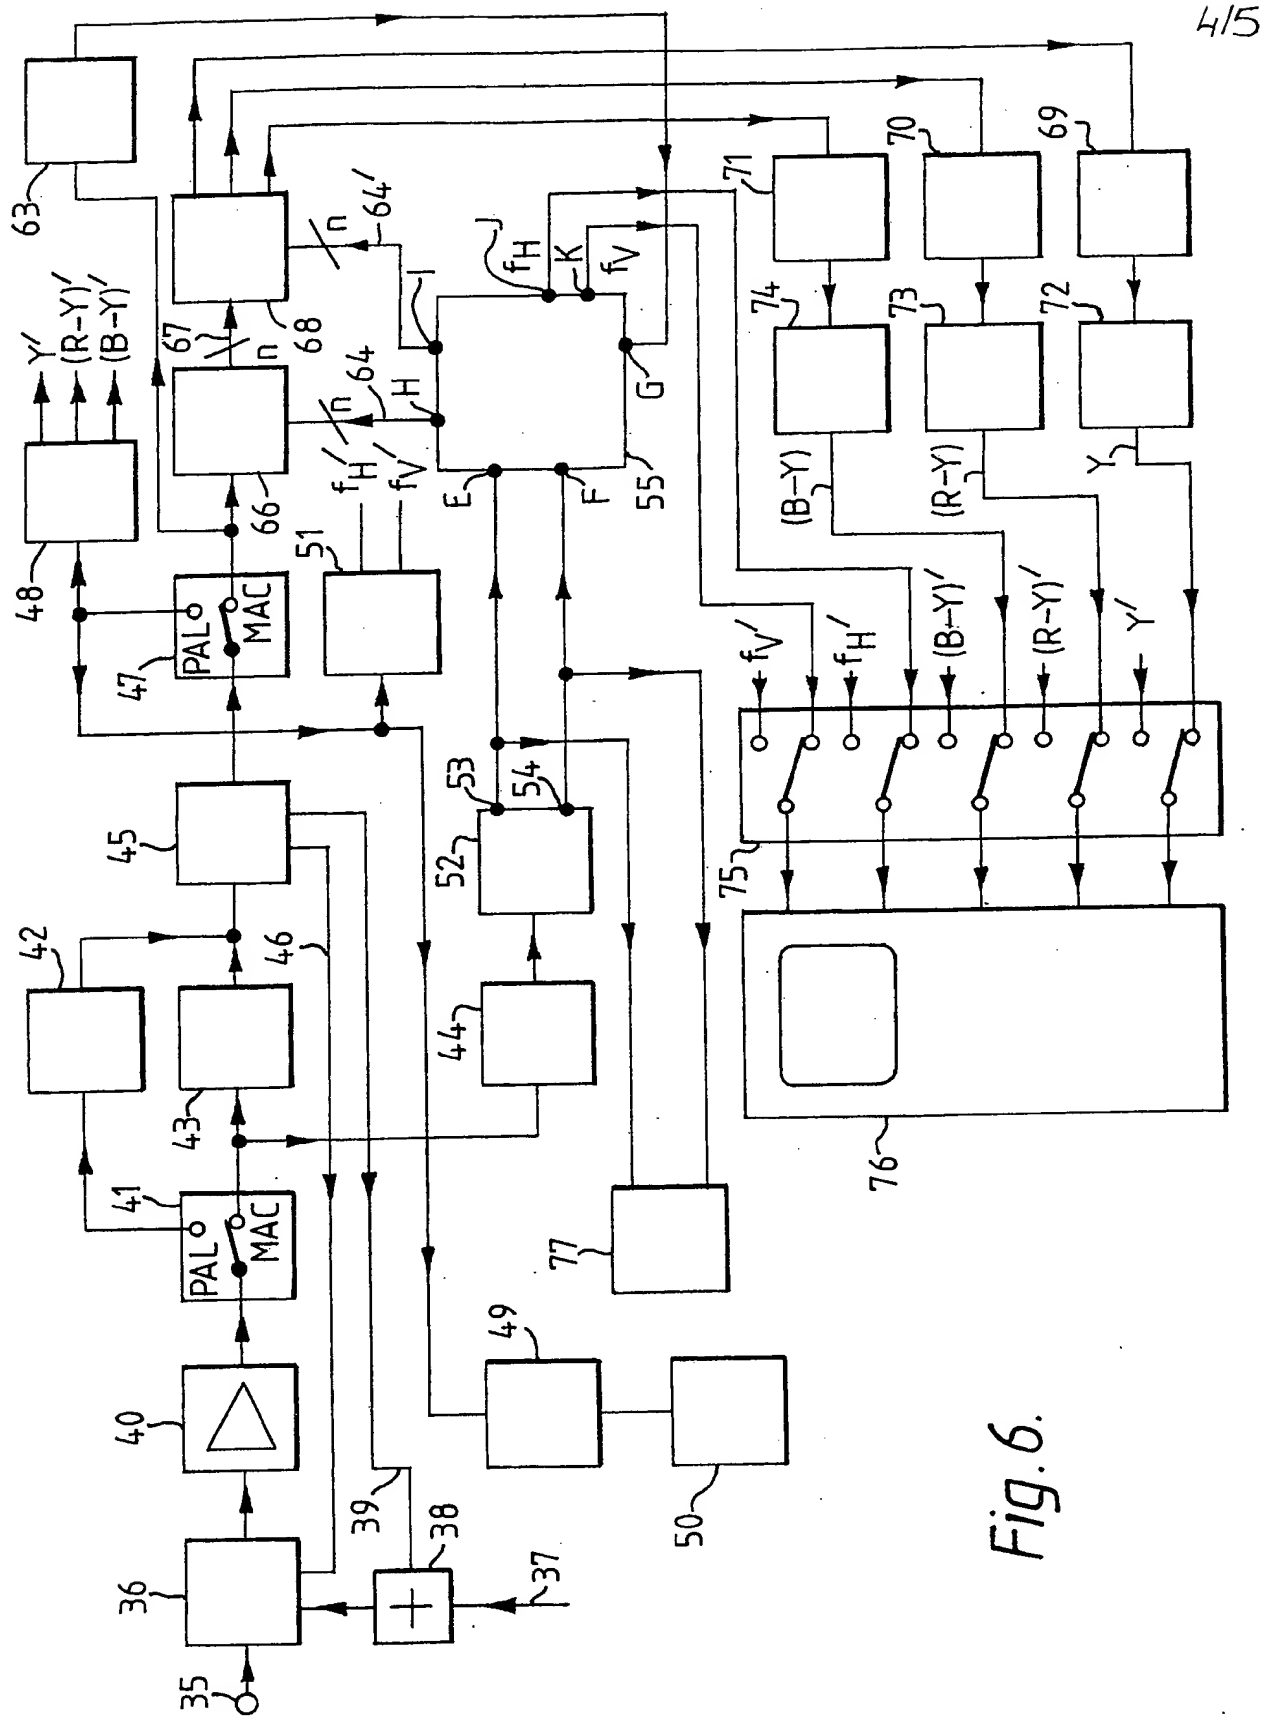 4/5
63
Y'
(R–Y)'
(B–Y)'
67
n
68
n
64'
I
J
fH
K
fV
G
71
70
69
48
66
n
64
H
E
F
55
74
73
72
47
PAL
MAC
51
fH'
fV'
(B–Y)
(R–Y)
Y
fV'
fH'
(B–Y)'
(R–Y)'
Y'
45
53
54
52
75
42
46
43
44
76
41
PAL
MAC
77
40
49
39
50
36
38
37
35
Fig. 6.